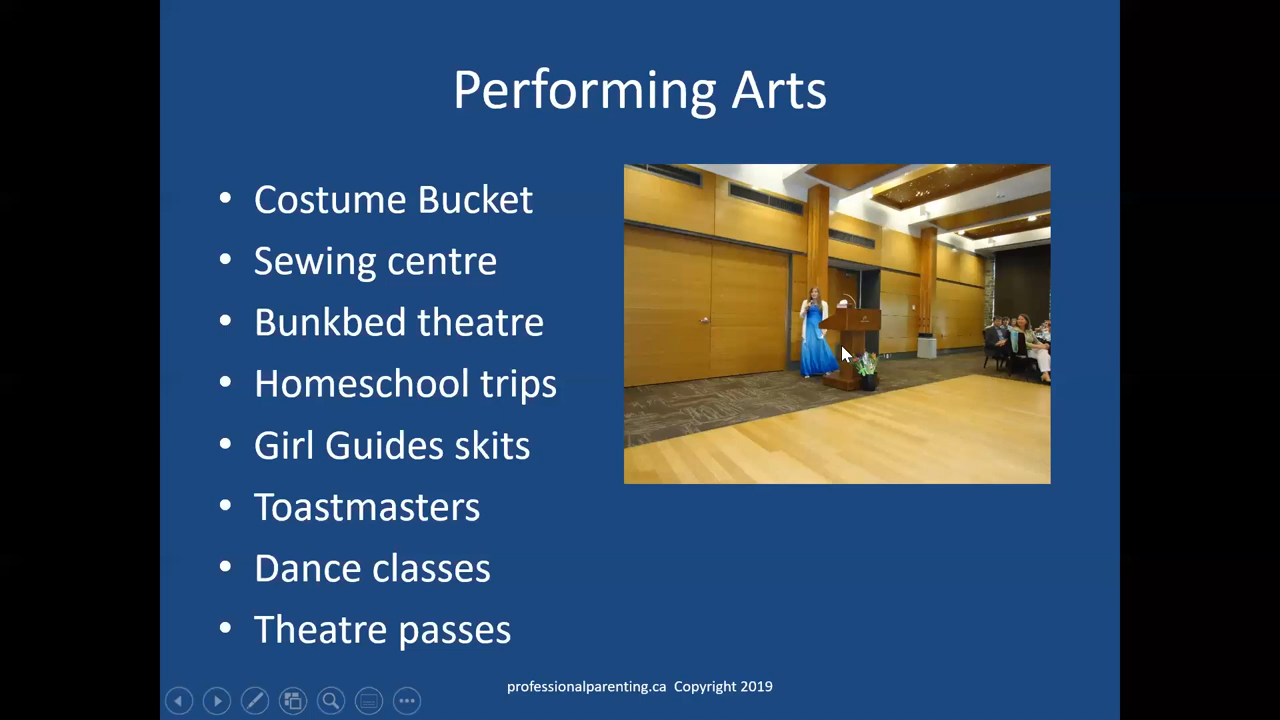 Performing Arts
• Costume Bucket
• Sewing centre
• Bunkbed theatre
• Homeschool trips
• Girl Guides skits
• Toastmasters
• Dance classes
• Theatre passes
professionalparenting.ca Copyright 2019